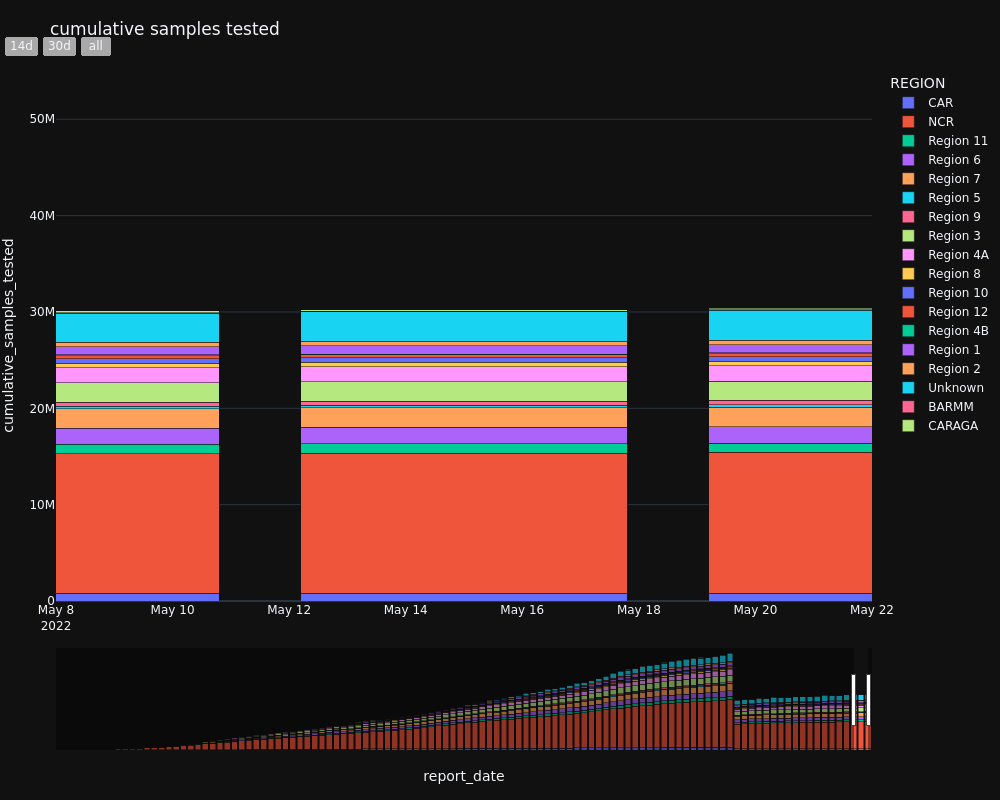 cumulative samples tested
14d 30d all
REGION
CAR
NCR
Region 11
Region 6
Region 7
Region 5
Region 9
Region 3
Region 4A
Region 8
Region 10
Region 12
Region 4B
Region 1
Region 2
Unknown
BARMM
CARAGA
cumulative_samples_tested
50M
40M
30M
20M
10M
0
May 8 May 10 May 12 May 14 May 16 May 18 May 20 May 22
2022
report_date